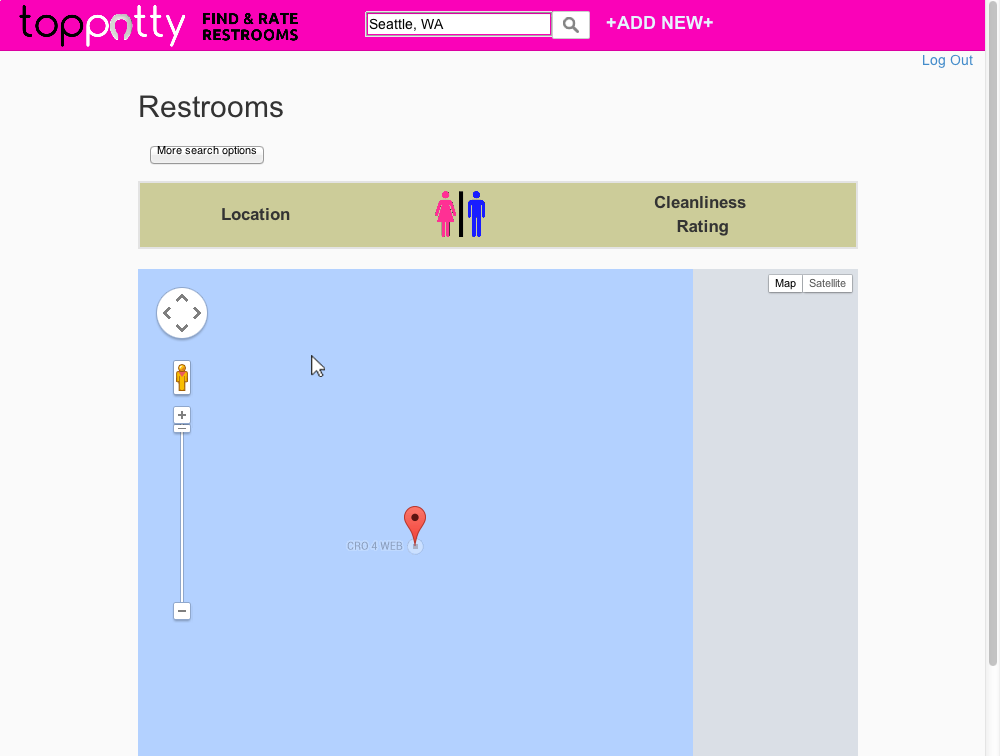 toppotty
FIND & RATE
RESTROOMS
Seattle, WA
+ADD NEW+
Log Out
Restrooms
More search options
Location
Cleanliness
Rating
Map
Satellite
CRO 4 WEB